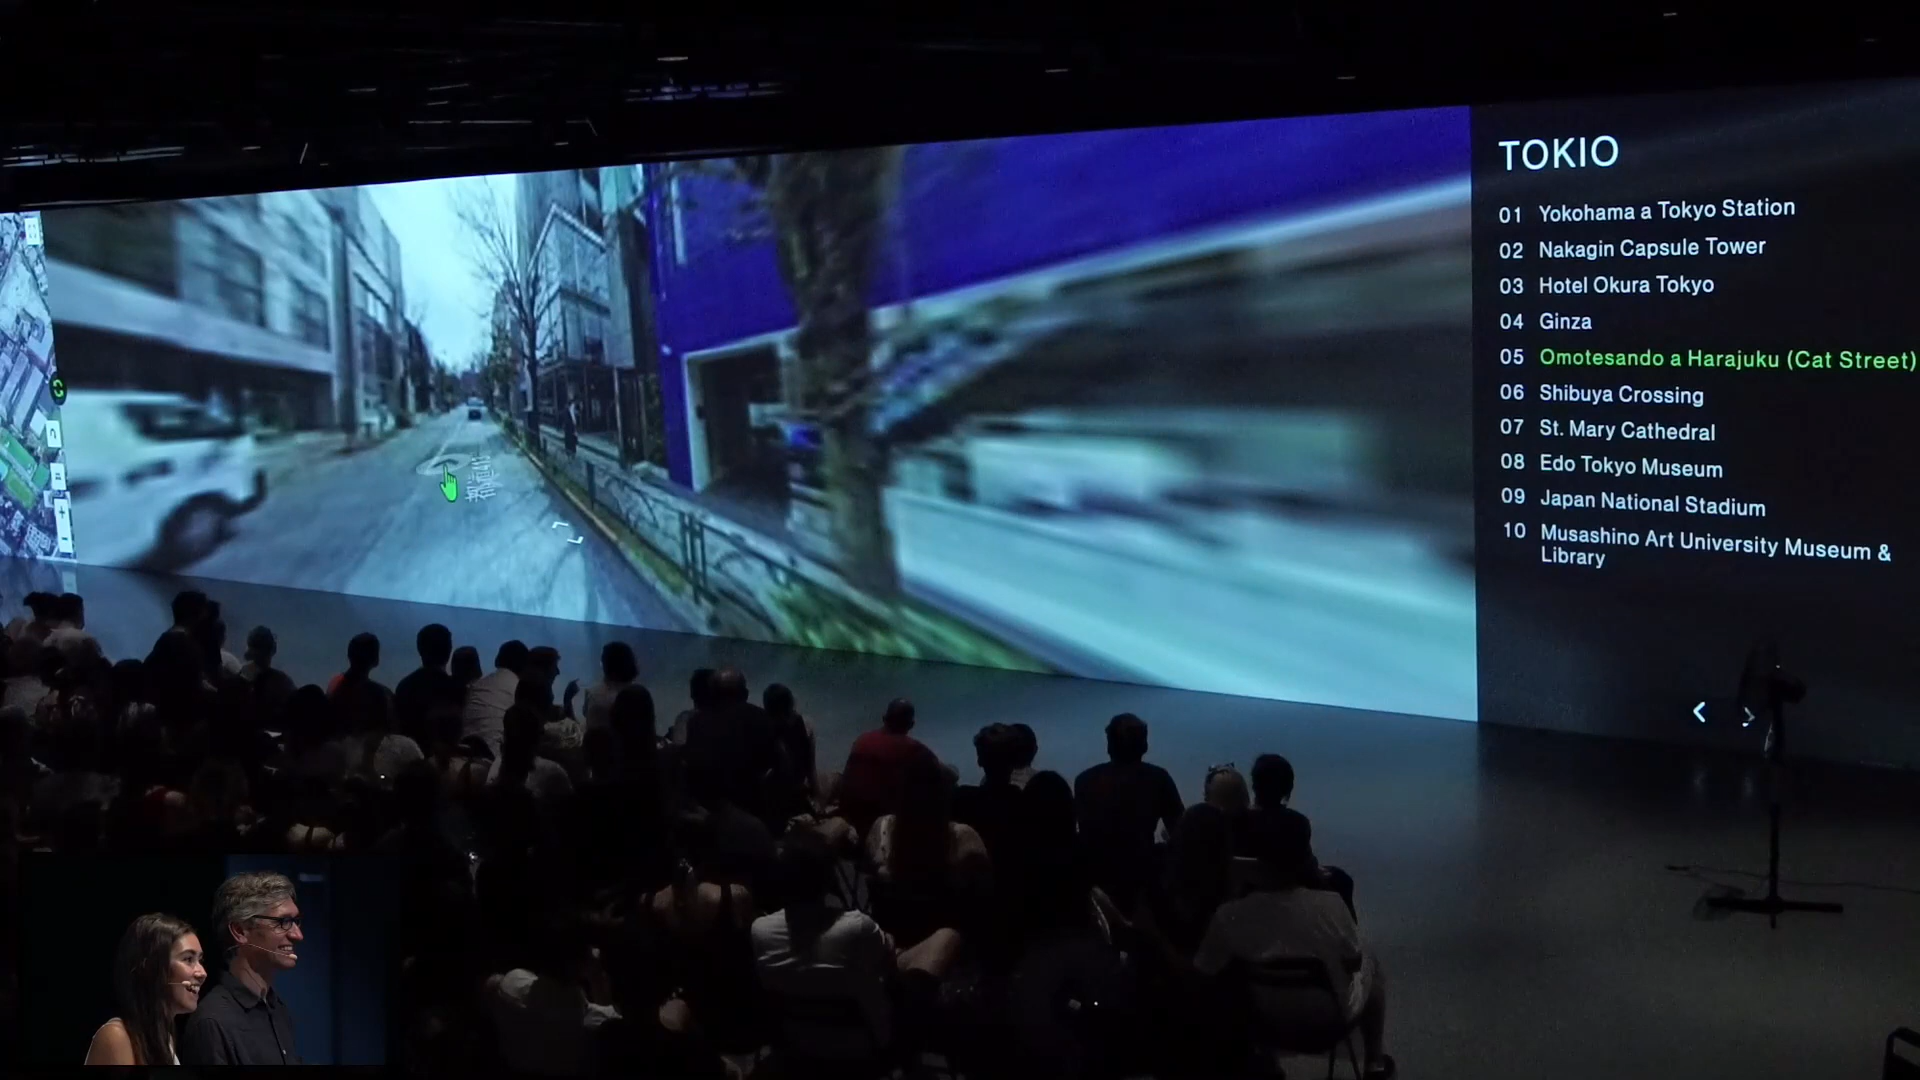 TOKIO
01 Yokohama a Tokyo Station
02 Nakagin Capsule Tower
03 Hotel Okura Tokyo
04 Ginza
05 Omotesando a Harajuku (Cat Street)
06 Shibuya Crossing
07 St. Mary Cathedral
08 Edo Tokyo Museum
09 Japan National Stadium
10 Musashino Art University Museum &
Library